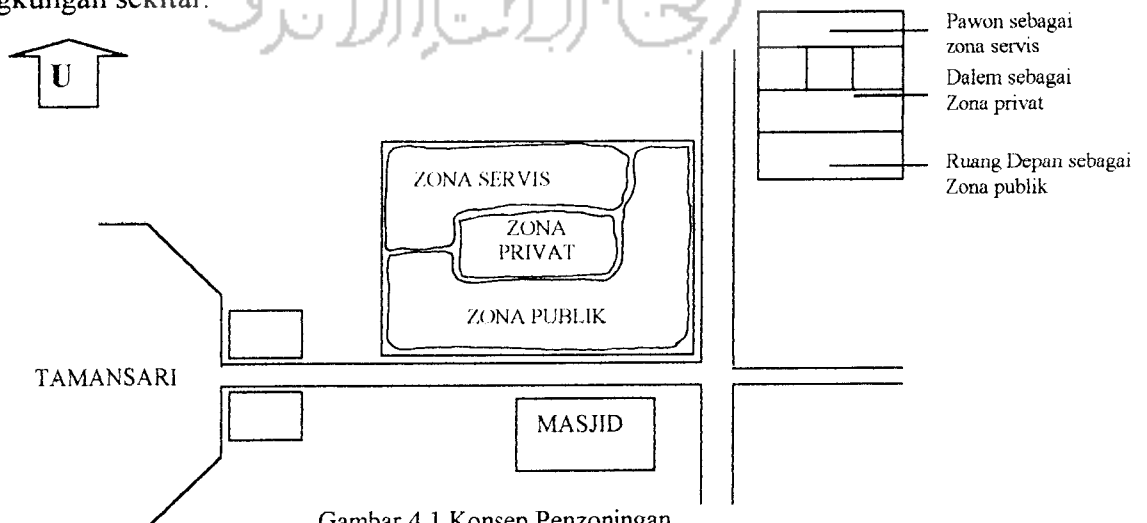 gkungan sekitar.
U
Pawon sebagai
zona servis
Dalem sebagai
Zona privat
Ruang Depan sebagai
Zona publik
ZONA SERVIS
ZONA
PRIVAT
ZONA PUBLIK
TAMANSARI
MASJID
Gambar 4.1 Konsep Penzoningan